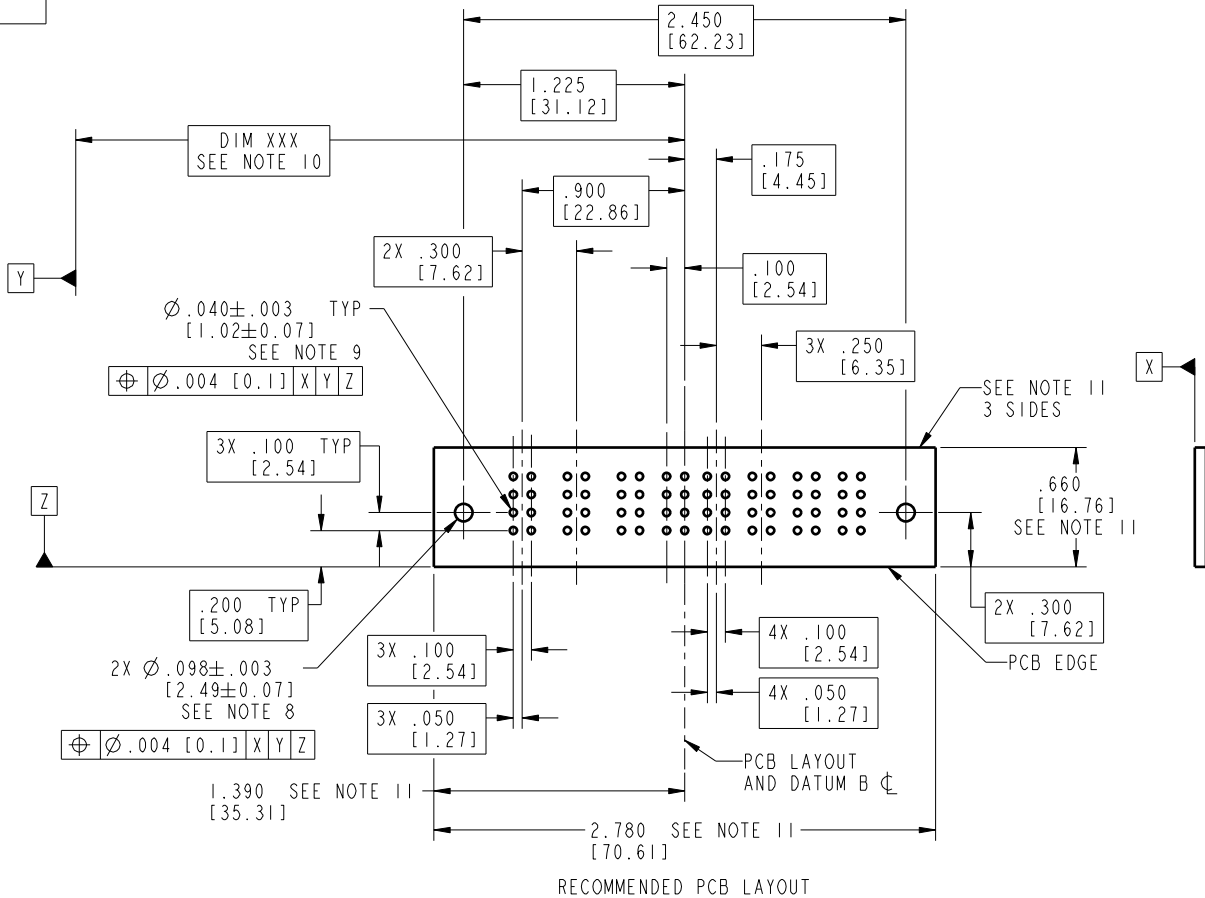 2.450
[62.23]
1.225
[31.12]
DIM XXX
SEE NOTE 10
.175
[4.45]
.900
[22.86]
2X .300
[7.62]
.100
[2.54]
Y
Ø.040±.003 TYP
[1.02±0.07]
SEE NOTE 9
⌖ Ø.004 [0.1] X Y Z
3X .250
[6.35]
X
SEE NOTE 11
3 SIDES
3X .100 TYP
[2.54]
Z
.660
[16.76]
SEE NOTE 11
.200 TYP
[5.08]
2X .300
[7.62]
3X .100
[2.54]
4X .100
[2.54]
PCB EDGE
2X Ø.098±.003
[2.49±0.07]
SEE NOTE 8
⌖ Ø.004 [0.1] X Y Z
3X .050
[1.27]
4X .050
[1.27]
PCB LAYOUT
AND DATUM B ℄
1.390 SEE NOTE 11
[35.31]
2.780 SEE NOTE 11
[70.61]
RECOMMENDED PCB LAYOUT